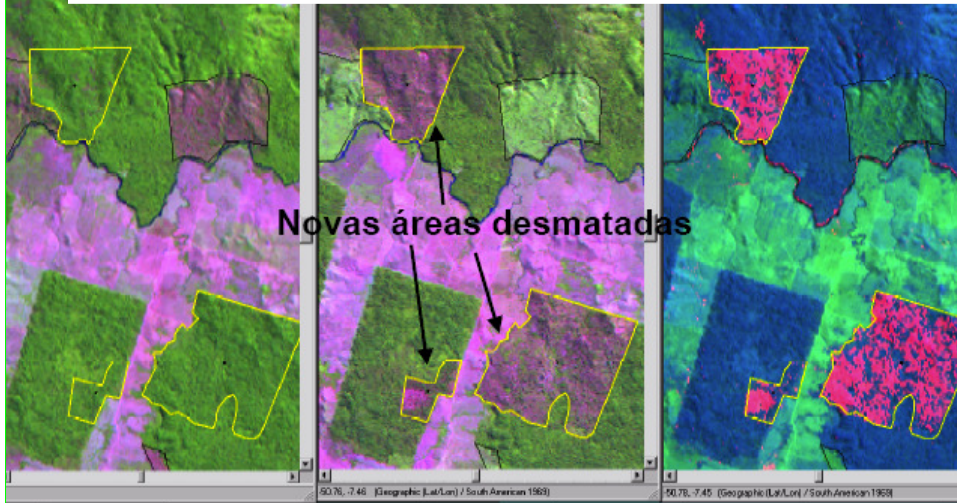 Novas áreas desmatadas
-50.76, -7.46 (Geographic (Lat/Lon) / South American 1969)
-50.78, -7.45 (Geographic (Lat/Lon) / South American 1969)